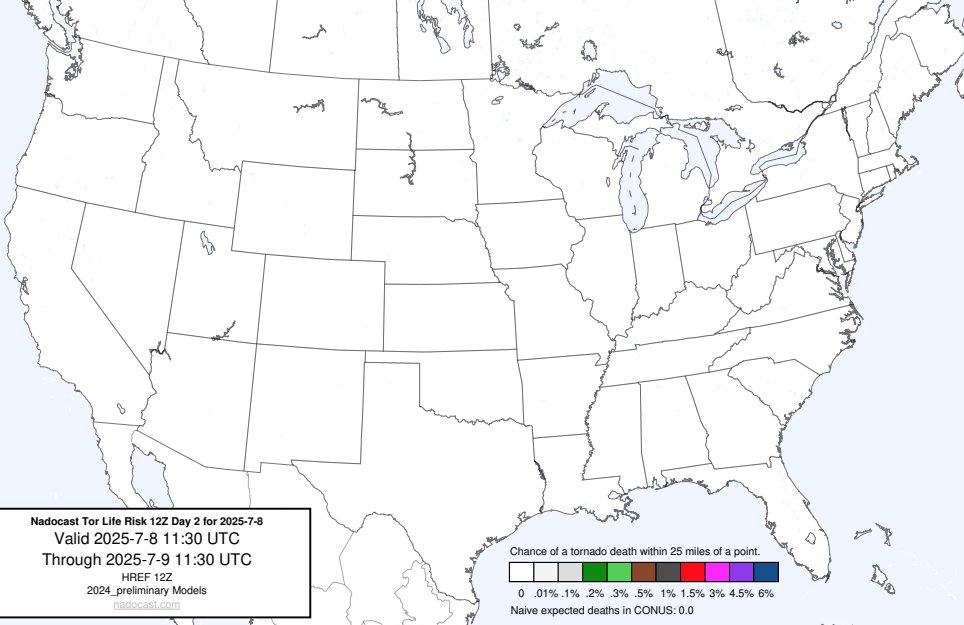 Nadocast Tor Life Risk 12Z Day 2 for 2025-7-8
Valid 2025-7-8 11:30 UTC
Through 2025-7-9 11:30 UTC
HREF 12Z
2024_preliminary Models
nadocast.com
Chance of a tornado death within 25 miles of a point.
0 .01% .1% .2% .3% .5% 1% 1.5% 3% 4.5% 6%
Naive expected deaths in CONUS: 0.0